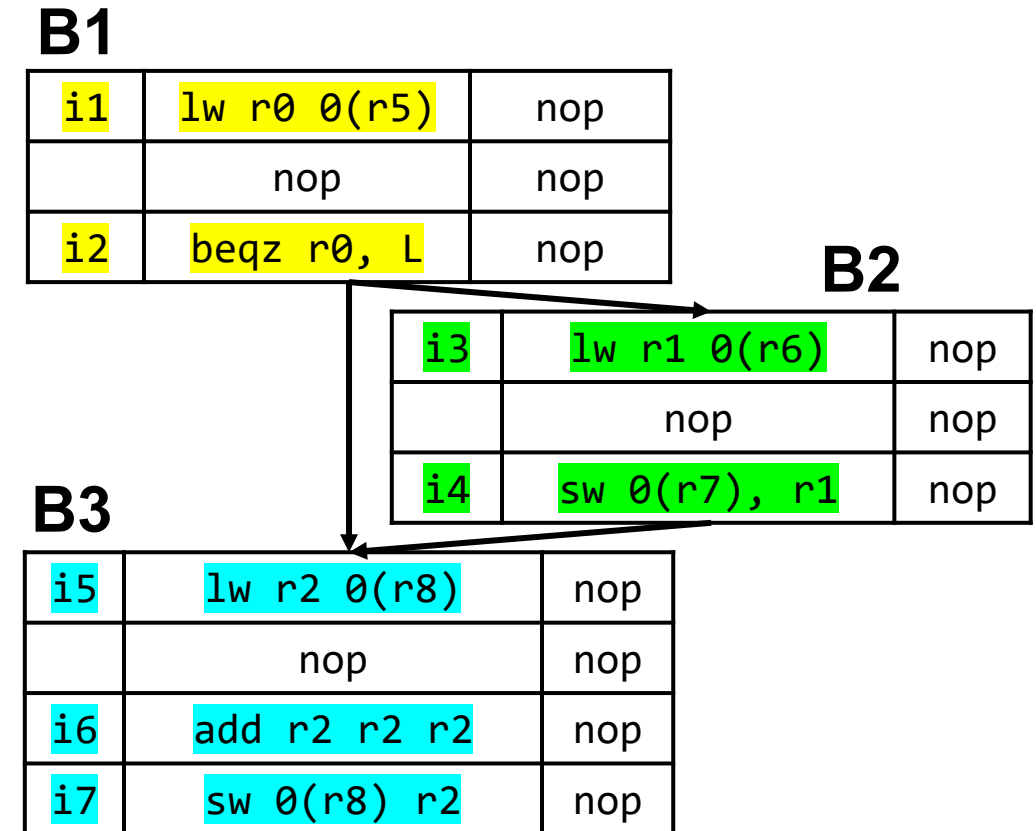 B1
i1 lw r0 0(r5) nop
nop nop
i2 beqz r0, L nop
B2
i3 lw r1 0(r6) nop
nop nop
i4 sw 0(r7), r1 nop
B3
i5 lw r2 0(r8) nop
nop nop
i6 add r2 r2 r2 nop
i7 sw 0(r8) r2 nop